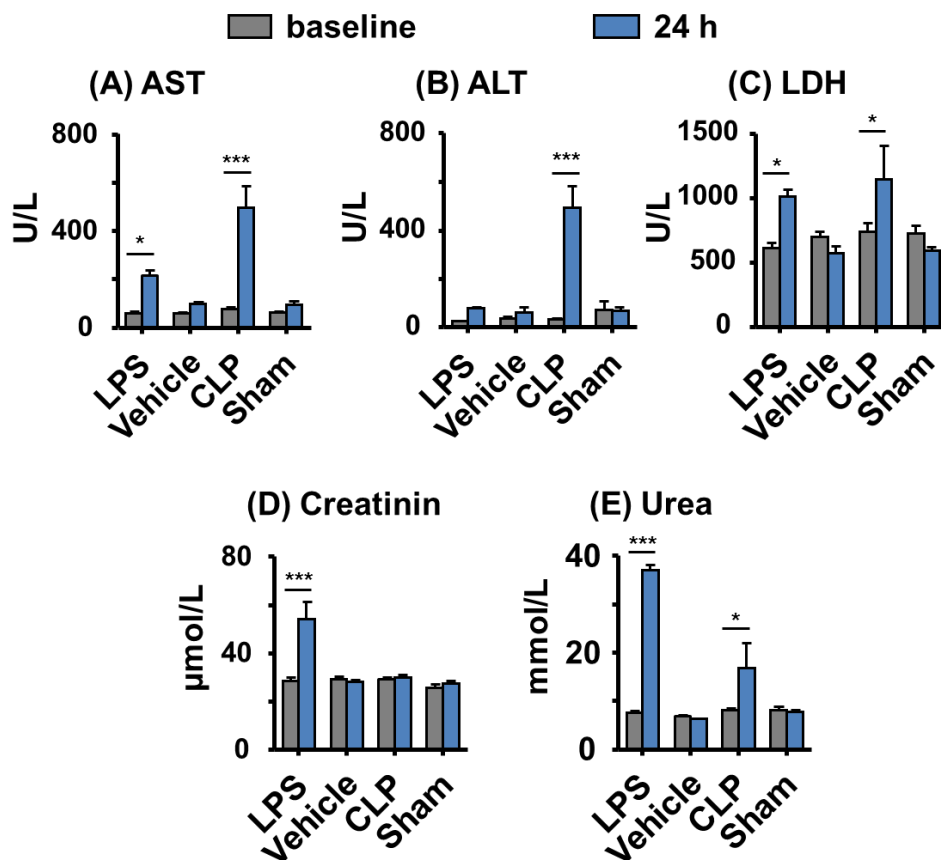 baseline 24 h
(A) AST (B) ALT (C) LDH
U/L
800
400
0
*
***
LPS
Vehicle
CLP
Sham
U/L
800
400
0
***
LPS
Vehicle
CLP
Sham
U/L
1500
1000
500
0
*
*
LPS
Vehicle
CLP
Sham
(D) Creatinin (E) Urea
µmol/L
80
40
0
***
LPS
Vehicle
CLP
Sham
mmol/L
40
20
0
***
*
LPS
Vehicle
CLP
Sham